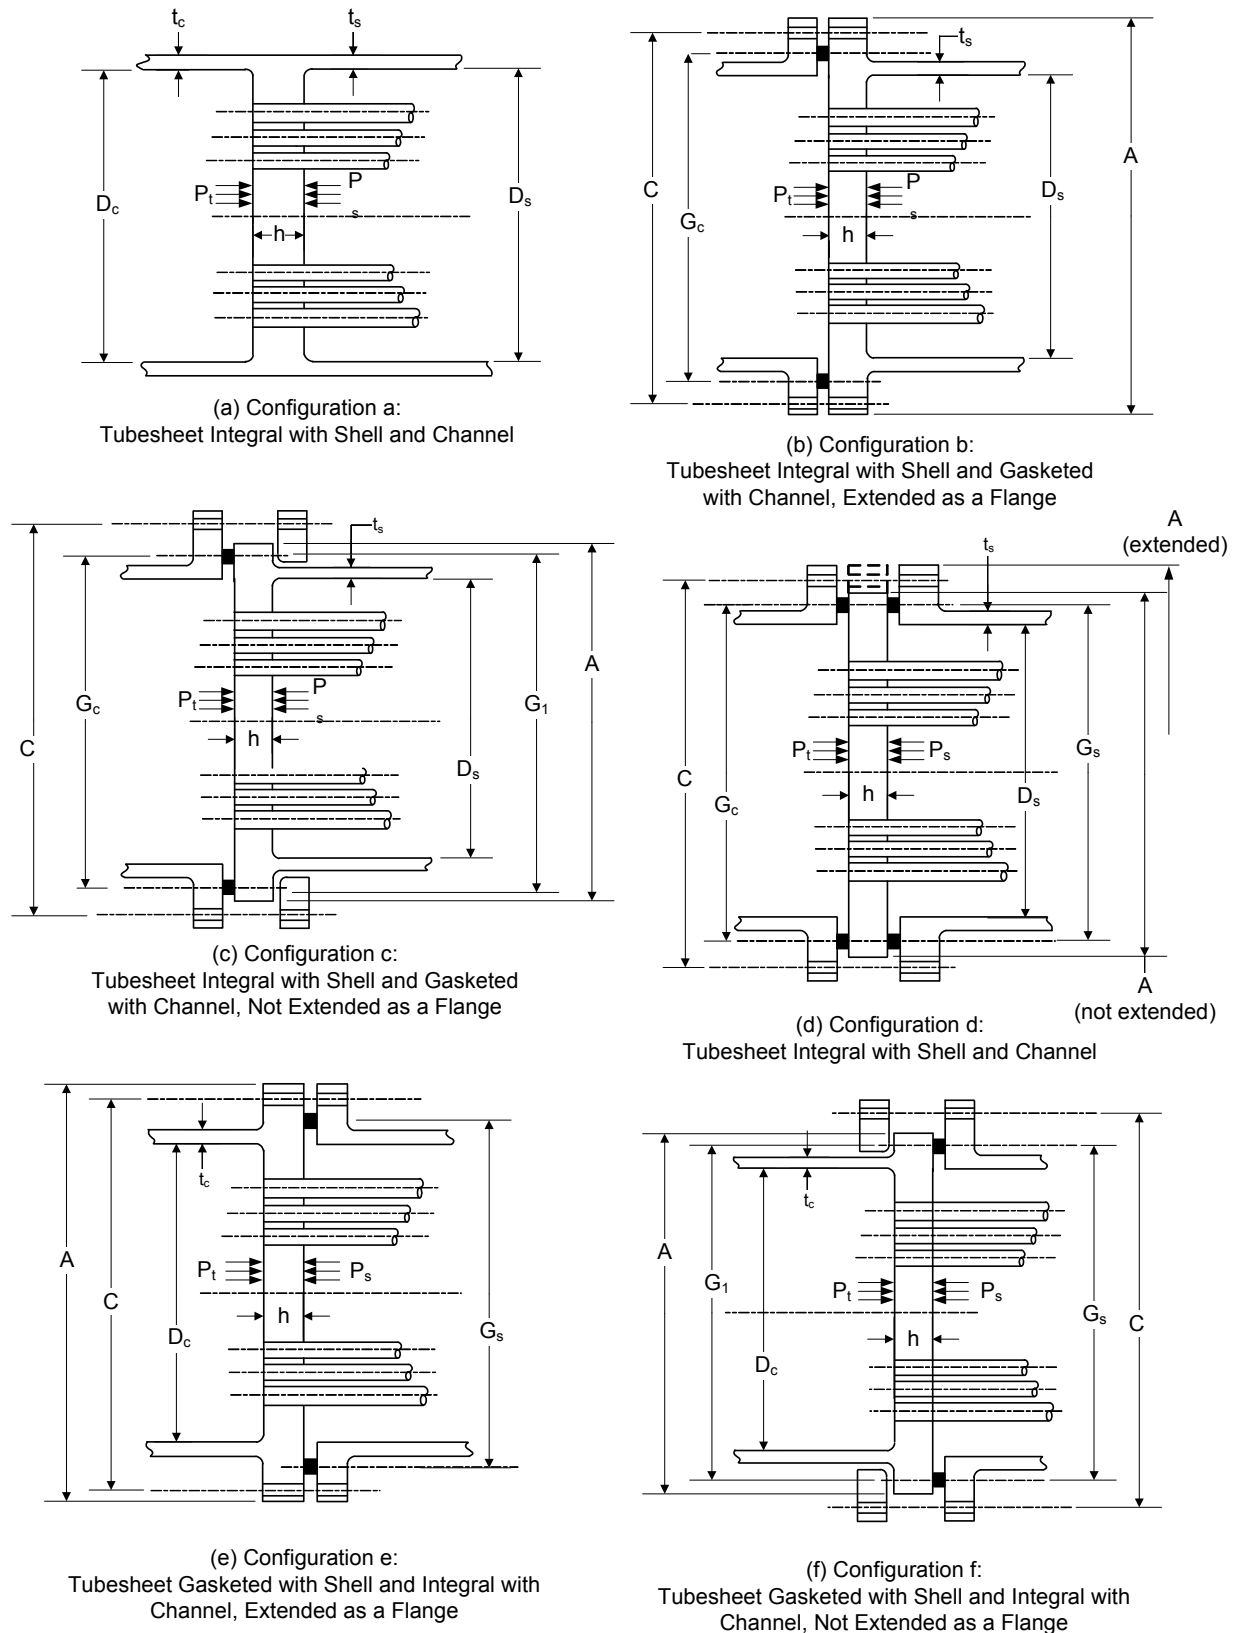 t_c
t_s
D_c
P_t
P
s
h
D_s
(a) Configuration a:
Tubesheet Integral with Shell and Channel
t_s
C
G_c
P_t
P
s
h
D_s
A
(b) Configuration b:
Tubesheet Integral with Shell and Gasketed
with Channel, Extended as a Flange
t_s
C
G_c
P_t
P
s
h
D_s
G_1
A
(c) Configuration c:
Tubesheet Integral with Shell and Gasketed
with Channel, Not Extended as a Flange
A
(extended)
t_s
C
G_c
P_t
P_s
h
D_s
G_s
A
(not extended)
(d) Configuration d:
Tubesheet Integral with Shell and Channel
t_c
A
C
D_c
P_t
P_s
h
G_s
(e) Configuration e:
Tubesheet Gasketed with Shell and Integral with
Channel, Extended as a Flange
t_c
A
G_1
D_c
P_t
P_s
h
G_s
C
(f) Configuration f:
Tubesheet Gasketed with Shell and Integral with
Channel, Not Extended as a Flange